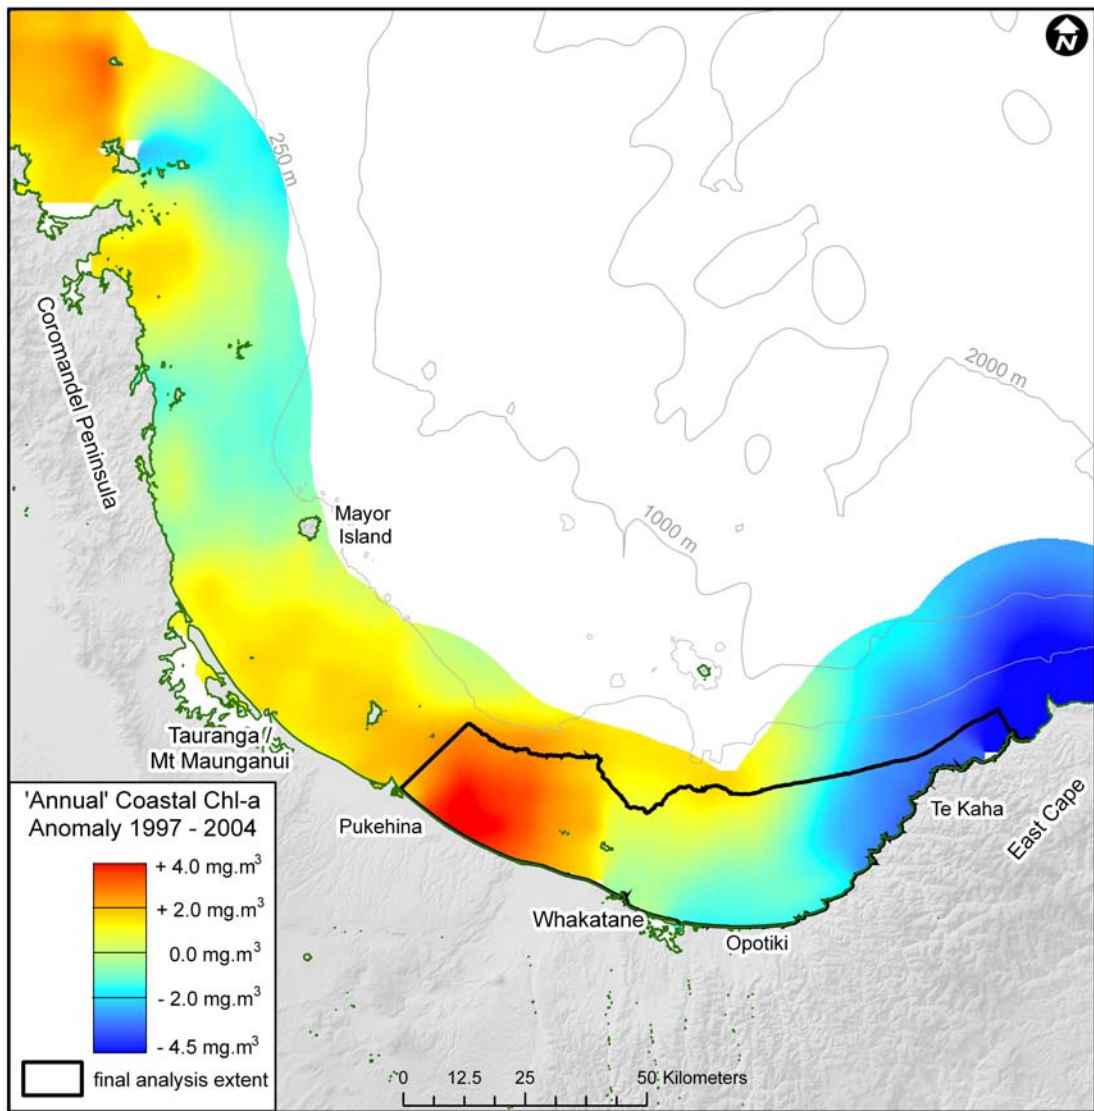 N
250 m
2000 m
Coromandel Peninsula
Mayor
Island
1000 m
Tauranga /
Mt Maunganui
Pukehina
Te Kaha
East Cape
Whakatane
Opotiki
'Annual' Coastal Chl-a
Anomaly 1997 - 2004
+ 4.0 mg.m³
+ 2.0 mg.m³
0.0 mg.m³
- 2.0 mg.m³
- 4.5 mg.m³
final analysis extent
0 12.5 25 50 Kilometers